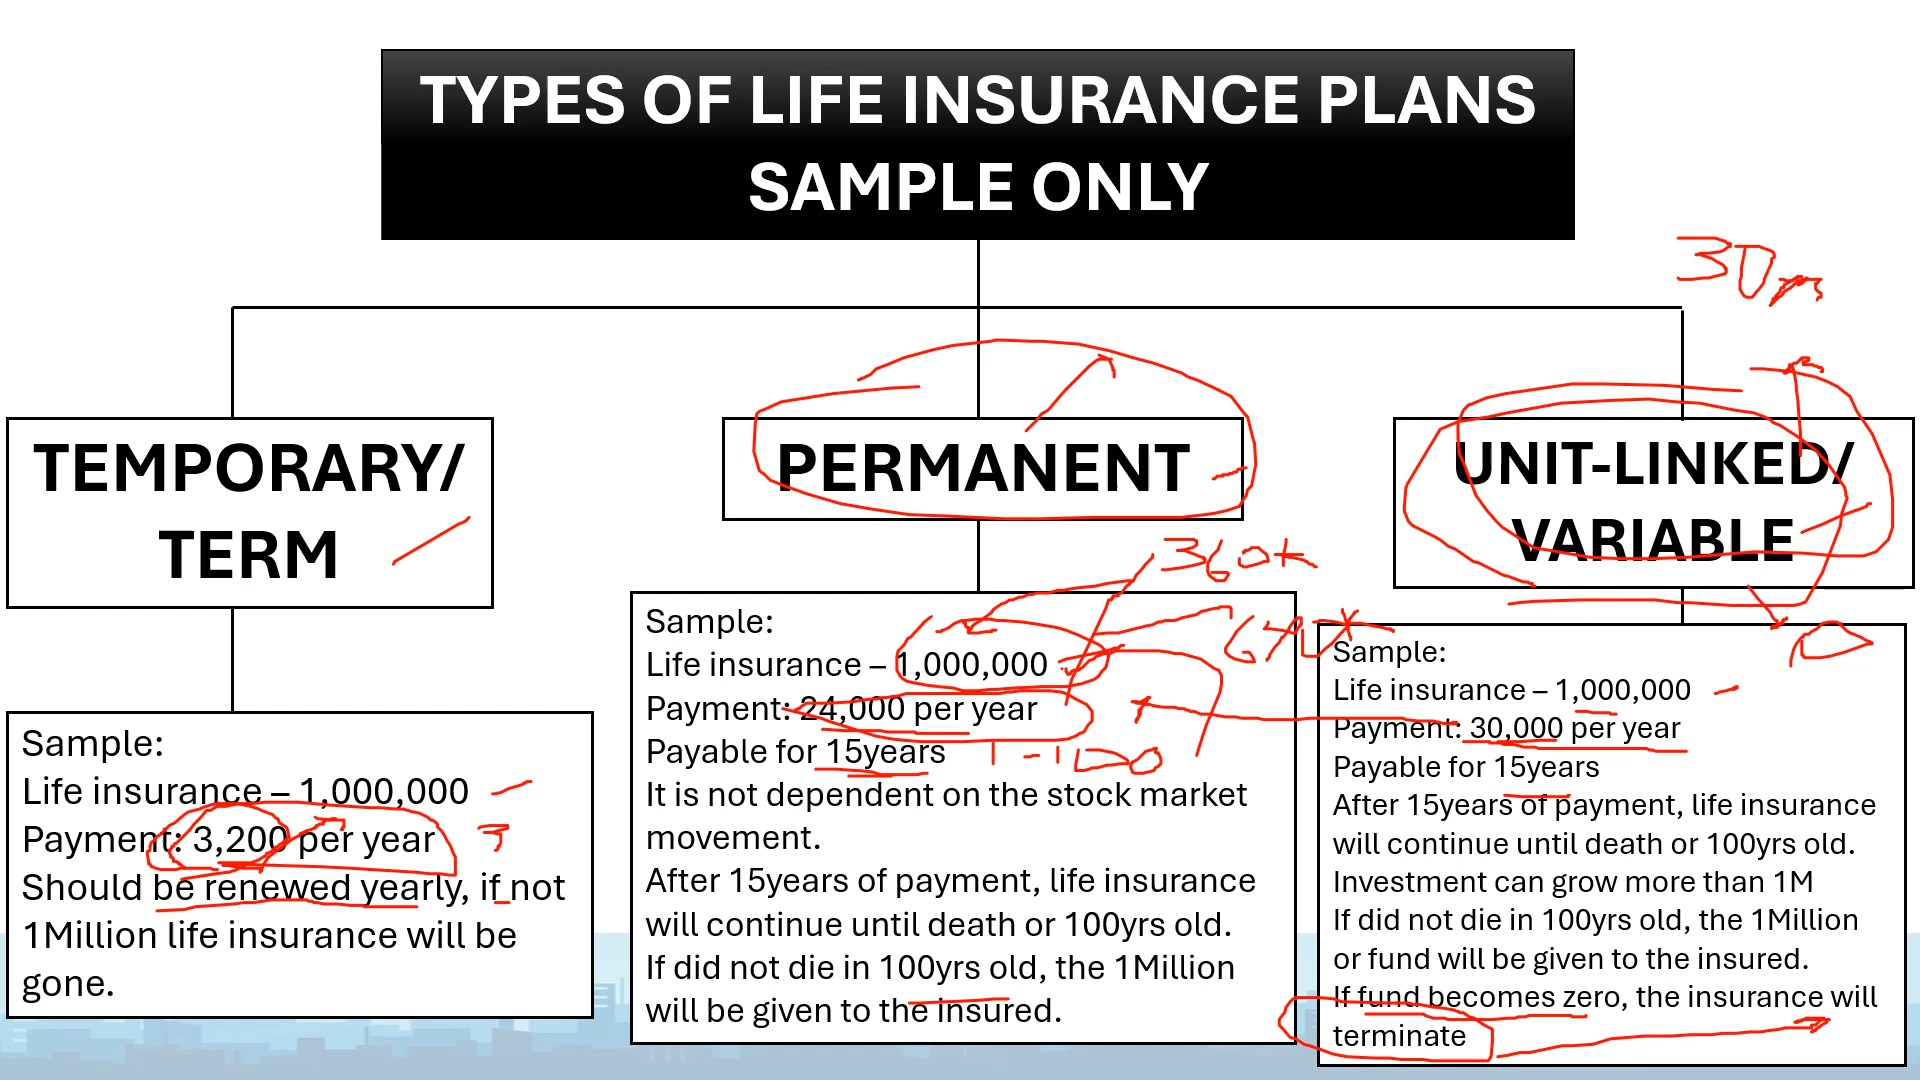 TYPES OF LIFE INSURANCE PLANS
SAMPLE ONLY
30m
TEMPORARY/
TERM
PERMANENT
UNIT-LINKED/
VARIABLE
Sample:
Life insurance – 1,000,000
Payment: 3,200 per year
Should be renewed yearly, if not
1Million life insurance will be
gone.
360k
Sample:
Life insurance – 1,000,000
Payment: 24,000 per year
Payable for 15years
1-100
It is not dependent on the stock market
movement.
After 15years of payment, life insurance
will continue until death or 100yrs old.
If did not die in 100yrs old, the 1Million
will be given to the insured.
Sample:
Life insurance – 1,000,000
Payment: 30,000 per year
Payable for 15years
After 15years of payment, life insurance
will continue until death or 100yrs old.
Investment can grow more than 1M
If did not die in 100yrs old, the 1Million
or fund will be given to the insured.
If fund becomes zero, the insurance will
terminate